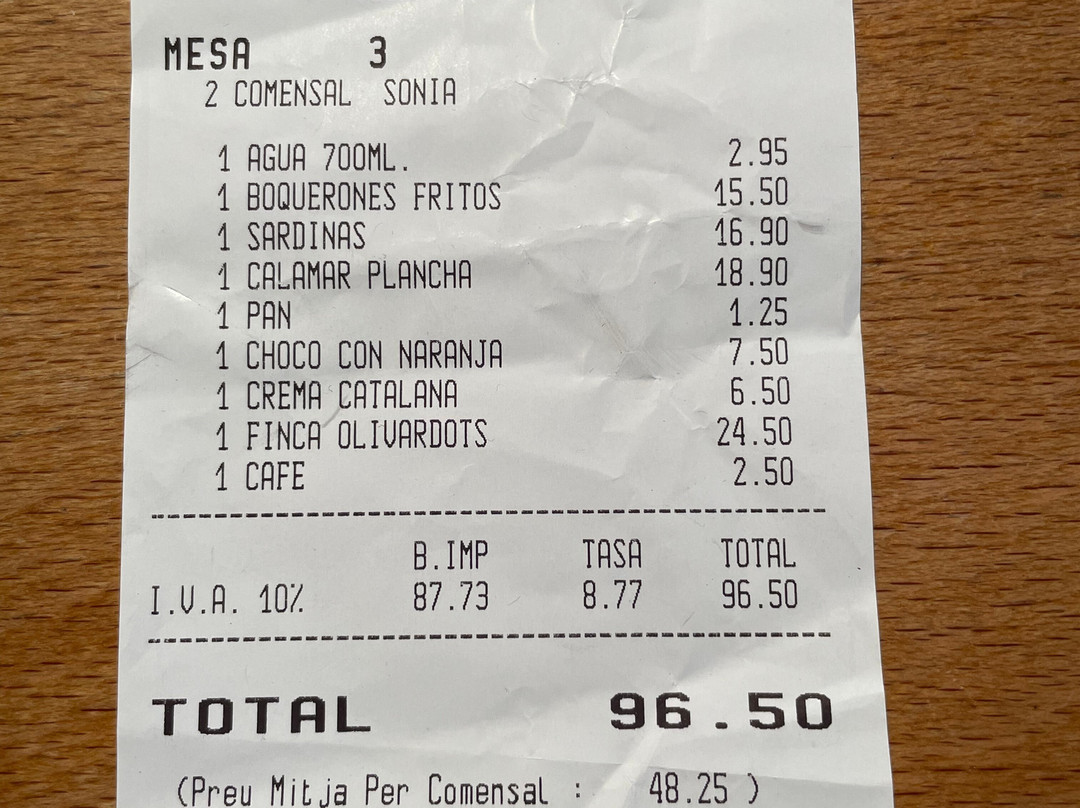 MESA 3
2 COMENSAL SONIA
1 AGUA 700ML. 2.95
1 BOQUERONES FRITOS 15.50
1 SARDINAS 16.90
1 CALAMAR PLANCHA 18.90
1 PAN 1.25
1 CHOCO CON NARANJA 7.50
1 CREMA CATALANA 6.50
1 FINCA OLIVARDOTS 24.50
1 CAFE 2.50
B.IMP TASA TOTAL
I.V.A. 10% 87.73 8.77 96.50
TOTAL 96.50
(Preu Mitja Per Comensal : 48.25 )